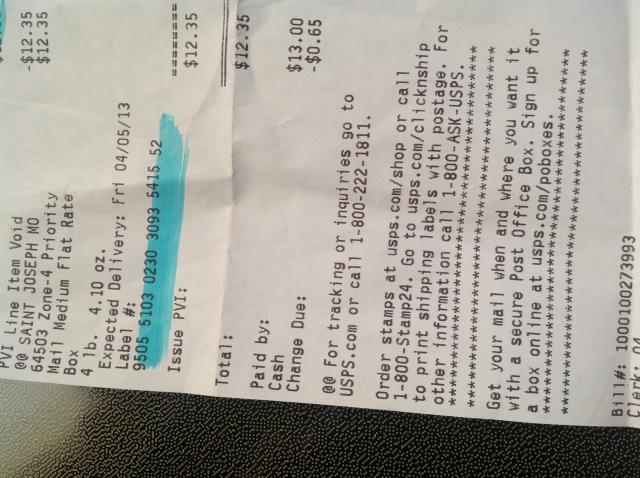 PVI Line Item Void -$12.35
@@ SAINT JOSEPH MO $12.35
64503 Zone-4 Priority
Mail Medium Flat Rate
Box
4 lb. 4.10 oz.
Expected Delivery: Fri 04/05/13
Label #:
9505 5103 0230 3093 5415 52
========
Issue PVI: $12.35
Total: $12.35
Paid by:
Cash $13.00
Change Due: -$0.65
@@ For tracking or inquiries go to
USPS.com or call 1-800-222-1811.
Order stamps at usps.com/shop or call
1-800-Stamp24. Go to usps.com/clicknship
to print shipping labels with postage. For
other information call 1-800-ASK-USPS.
****************************************
****************************************
Get your mail when and where you want it
with a secure Post Office Box. Sign up for
a box online at usps.com/poboxes.
****************************************
****************************************
Bill#: 1000100273993
Clerk: 04